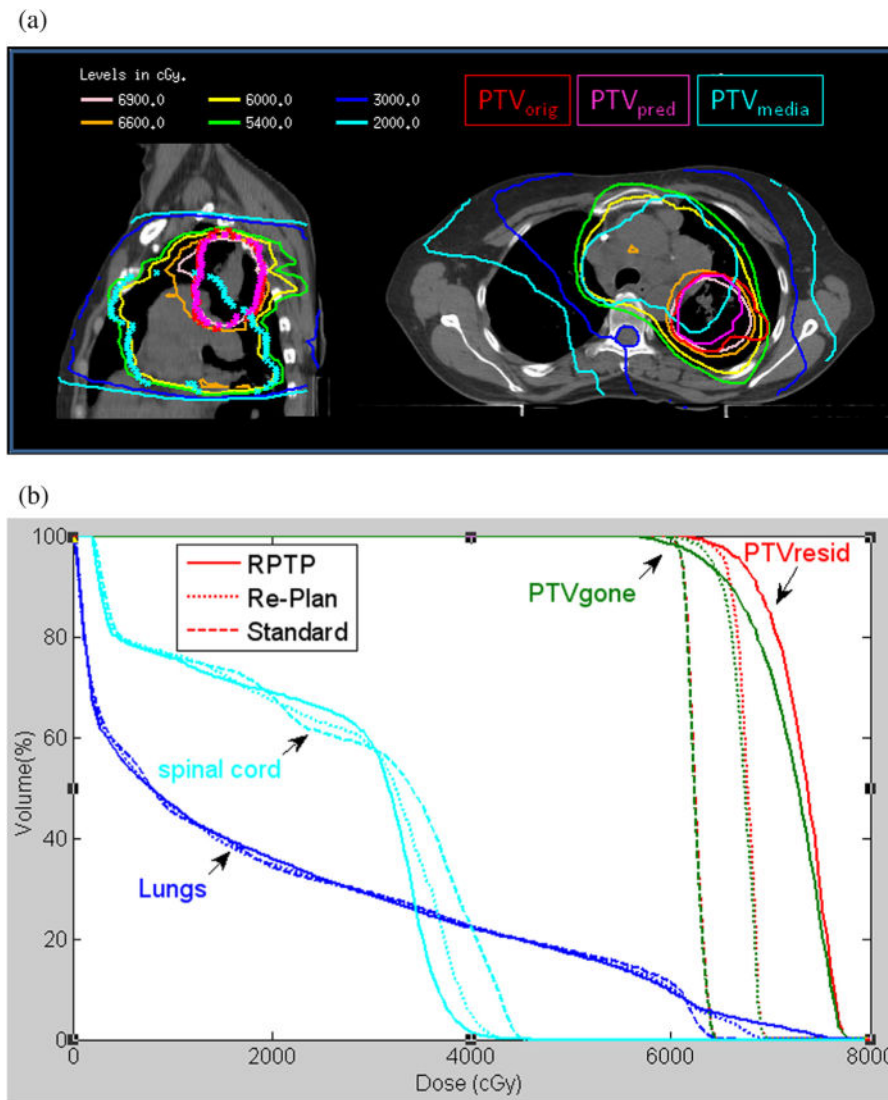 (a)
Levels in cGy.
6900.0 6000.0 3000.0
6600.0 5400.0 2000.0
PTVorig PTVpred PTVmedia
(b)
100
80
60
40
20
0
Volume(%)
RPTP
Re-Plan
Standard
PTVresid
PTVgone
spinal cord
Lungs
0 2000 4000 6000 8000
Dose (cGy)